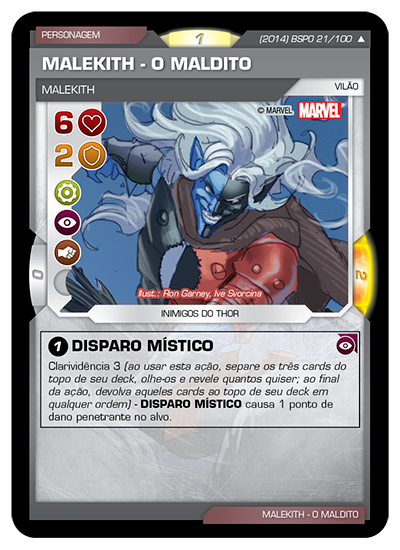 PERSONAGEM
1
(2014) BSPO 21/100 ▲
MALEKITH - O MALDITO
MALEKITH
VILÃO
© MARVEL MARVEL
6
2
0
2
Illust.: Ron Garney, Ive Svorcina
INIMIGOS DO THOR
1 DISPARO MÍSTICO
Clarividência 3 (ao usar esta ação, separe os três cards do
topo de seu deck, olhe-os e revele quantos quiser; ao final
da ação, devolva aqueles cards ao topo de seu deck em
qualquer ordem) - DISPARO MÍSTICO causa 1 ponto de
dano penetrante no alvo.
MALEKITH - O MALDITO